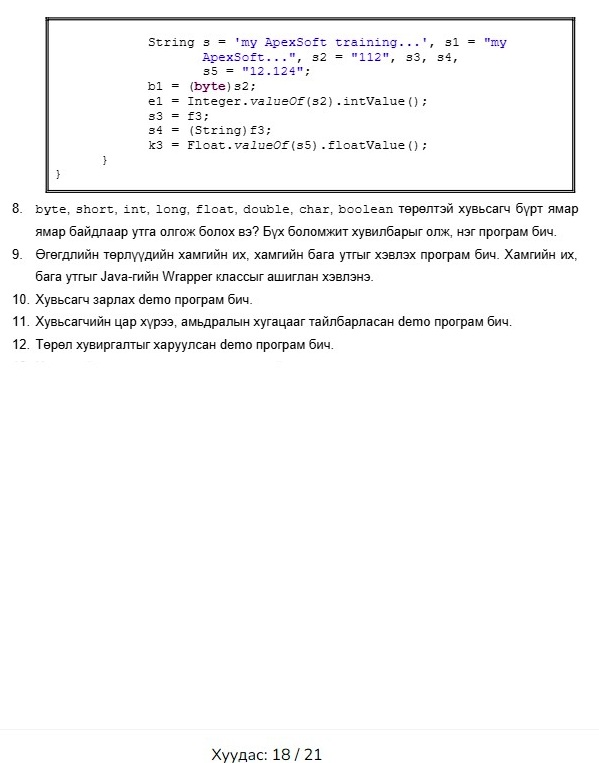 String s = 'my ApexSoft training...', s1 = "my
ApexSoft...", s2 = "112", s3, s4,
s5 = "12.124";
b1 = (byte)s2;
e1 = Integer.valueOf(s2).intValue();
s3 = f3;
s4 = (String)f3;
k3 = Float.valueOf(s5).floatValue();
}
}
8. byte, short, int, long, float, double, char, boolean төрөлтэй хувьсагч бүрт ямар
ямар байдлаар утга олгож болох вэ? Бүх боломжит хувилбарыг олж, нэг програм бич.
9. Өгөгдлийн төрлүүдийн хамгийн их, хамгийн бага утгыг хэвлэх програм бич. Хамгийн их,
бага утгыг Java-гийн Wrapper классыг ашиглан хэвлэнэ.
10. Хувьсагч зарлах demo програм бич.
11. Хувьсагчийн цар хүрээ, амьдралын хугацааг тайлбарласан demo програм бич.
12. Төрөл хувиргалтыг харуулсан demo програм бич.
Хуудас: 18 / 21